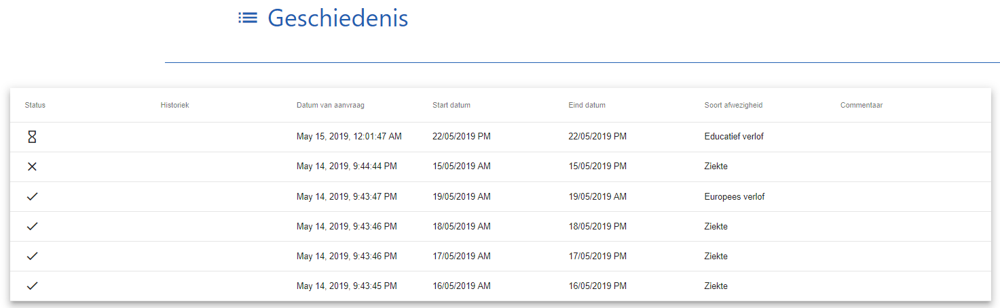 Geschiedenis
Status Historiek Datum van aanvraag Start datum Eind datum Soort afwezigheid Commentaar
May 15, 2019, 12:01:47 AM 22/05/2019 PM 22/05/2019 PM Educatief verlof
May 14, 2019, 9:44:44 PM 15/05/2019 AM 15/05/2019 PM Ziekte
May 14, 2019, 9:43:47 PM 19/05/2019 AM 19/05/2019 AM Europees verlof
May 14, 2019, 9:43:46 PM 18/05/2019 AM 18/05/2019 PM Ziekte
May 14, 2019, 9:43:46 PM 17/05/2019 AM 17/05/2019 PM Ziekte
May 14, 2019, 9:43:45 PM 16/05/2019 AM 16/05/2019 PM Ziekte